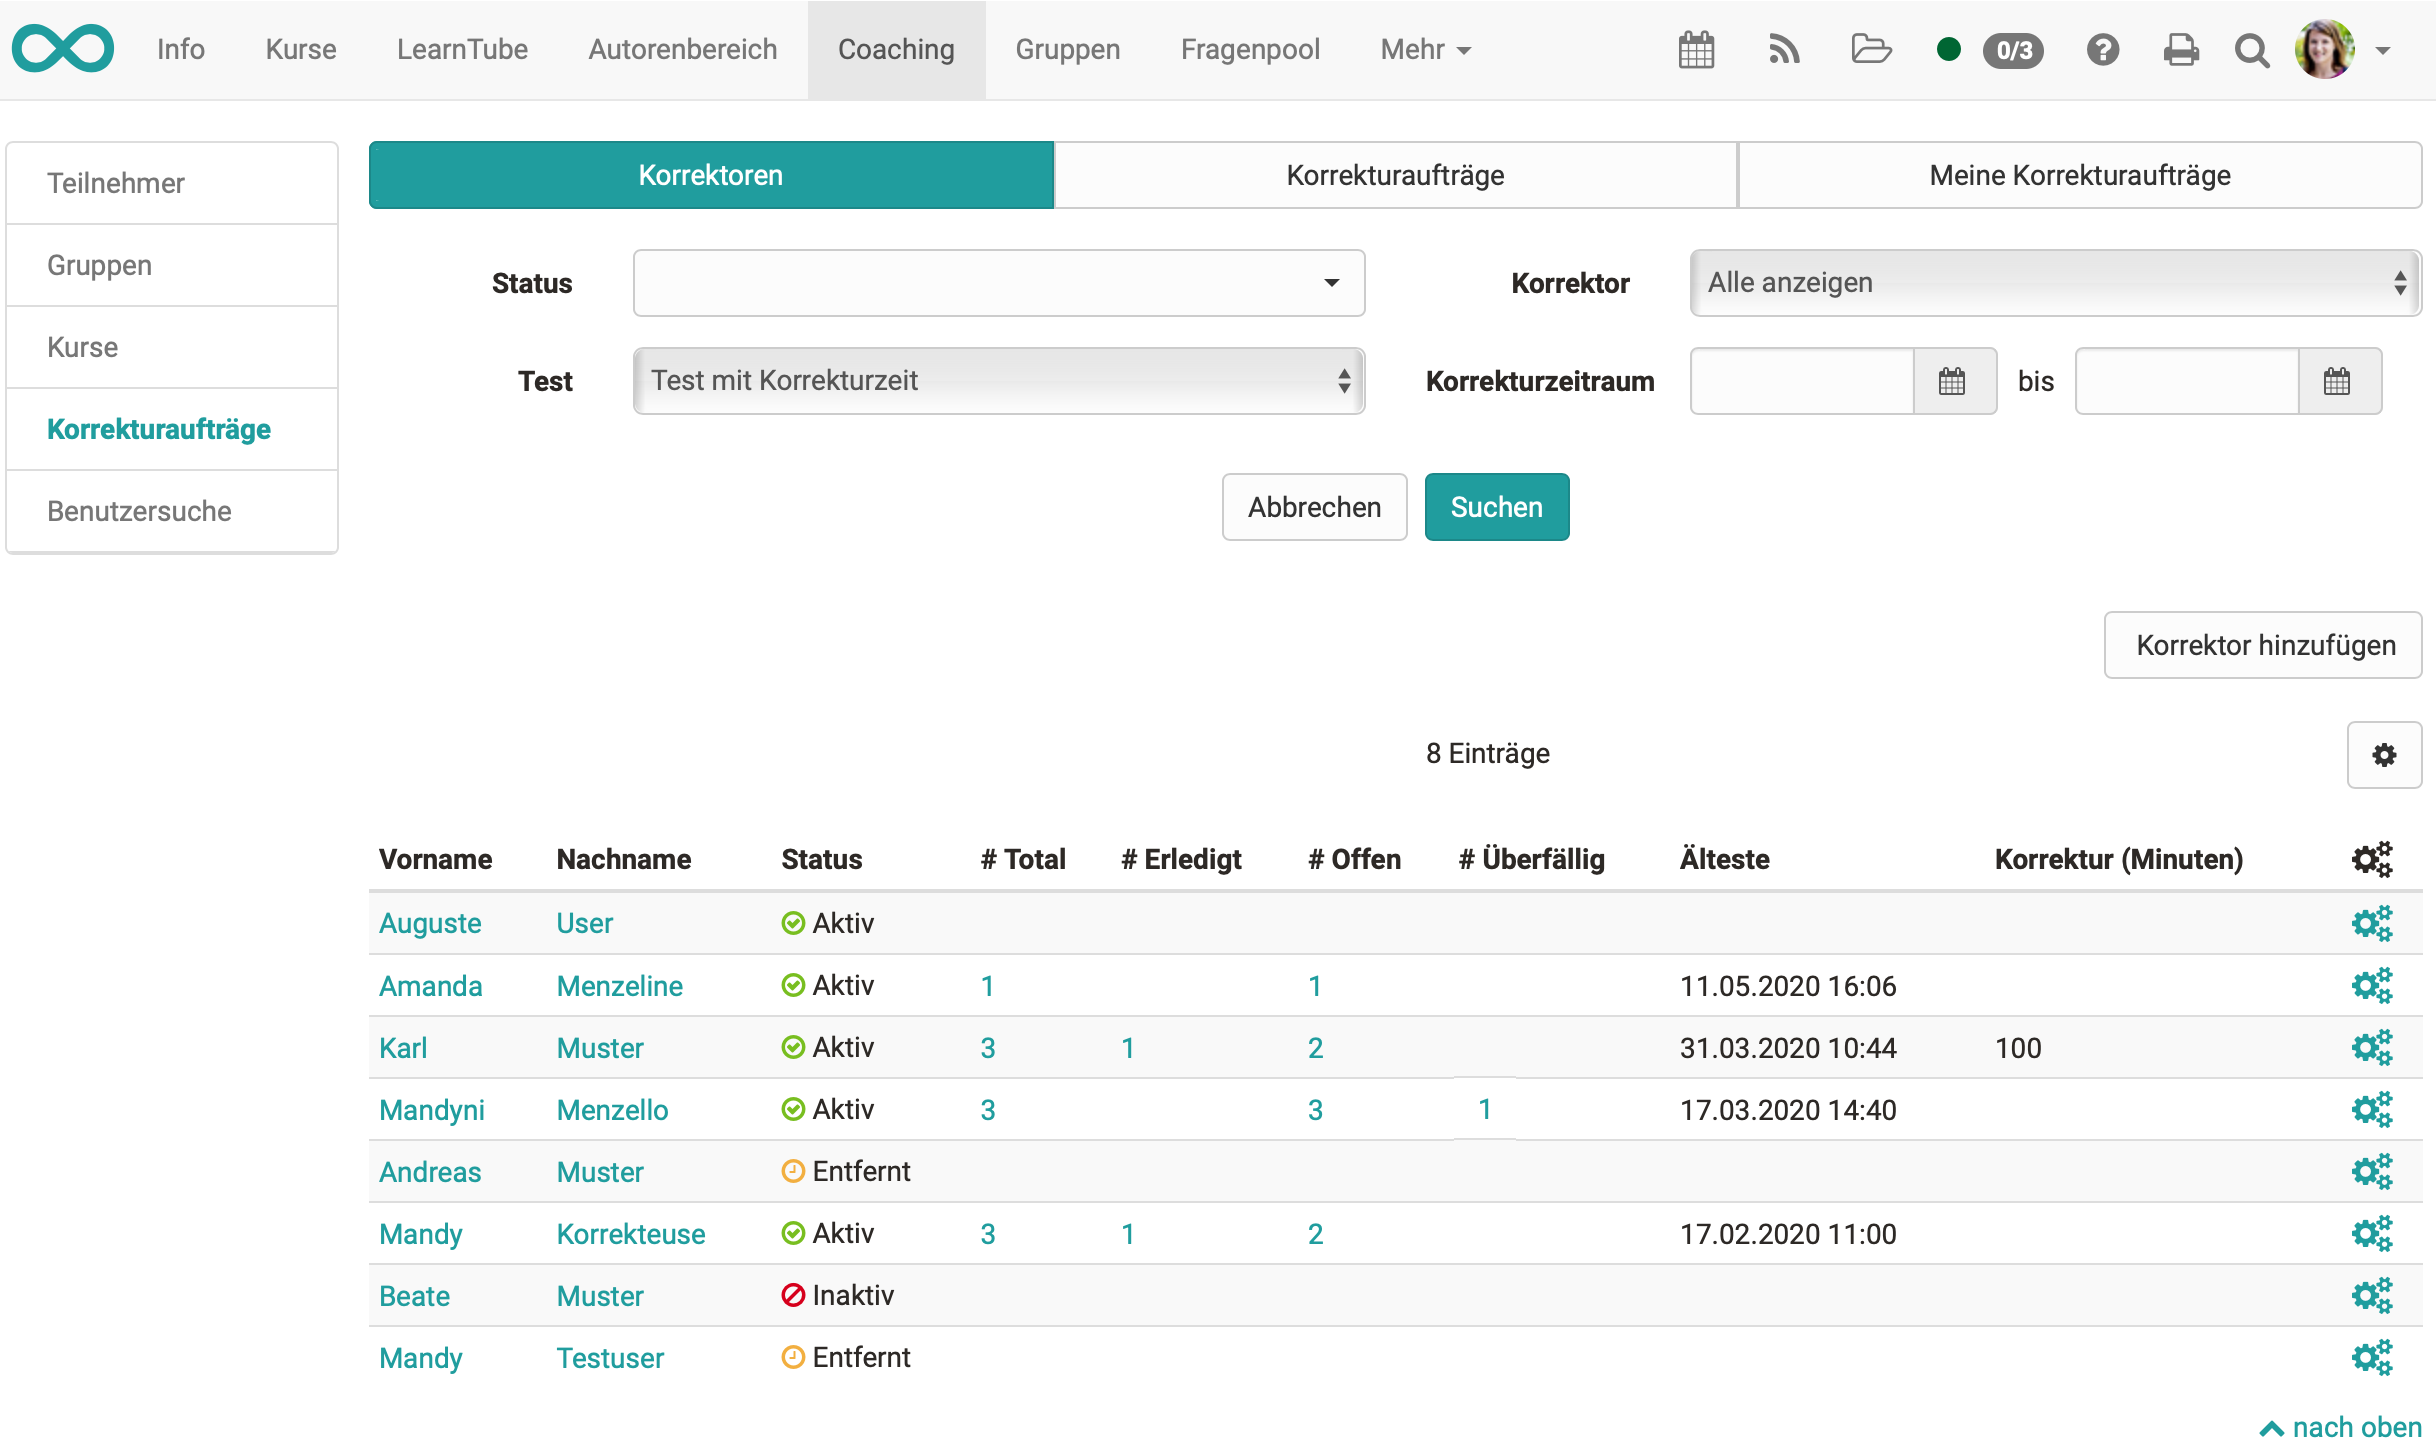 Info Kurse LearnTube Autorenbereich Coaching Gruppen Fragenpool Mehr 0/3
Teilnehmer
Gruppen
Kurse
Korrekturaufträge
Benutzersuche
Korrektoren Korrekturaufträge Meine Korrekturaufträge
Status Korrektor Alle anzeigen
Test Test mit Korrekturzeit Korrekturzeitraum bis
Abbrechen Suchen
Korrektor hinzufügen
8 Einträge
Vorname Nachname Status # Total # Erledigt # Offen # Überfällig Älteste Korrektur (Minuten)
Auguste User Aktiv
Amanda Menzeline Aktiv 1 1 11.05.2020 16:06
Karl Muster Aktiv 3 1 2 31.03.2020 10:44 100
Mandyni Menzello Aktiv 3 3 1 17.03.2020 14:40
Andreas Muster Entfernt
Mandy Korrekteuse Aktiv 3 1 2 17.02.2020 11:00
Beate Muster Inaktiv
Mandy Testuser Entfernt
nach oben